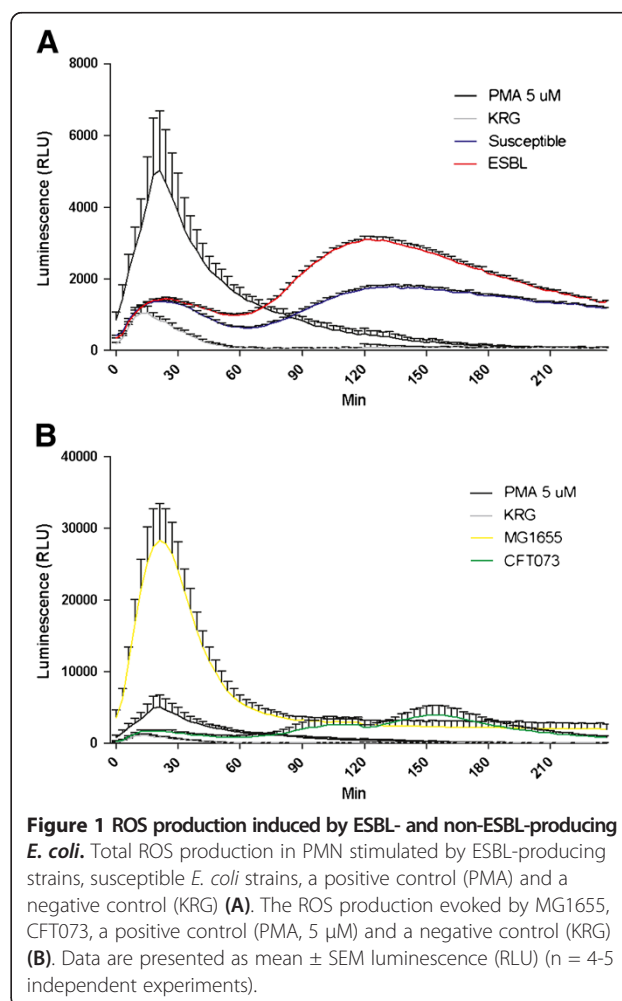 A
8000
6000
4000
2000
0
Luminescence (RLU)
PMA 5 uM
KRG
Susceptible
ESBL
0
30
60
90
120
150
180
210
Min
B
40000
30000
20000
10000
0
Luminescence (RLU)
PMA 5 uM
KRG
MG1655
CFT073
0
30
60
90
120
150
180
210
Min
Figure 1 ROS production induced by ESBL- and non-ESBL-producing
E. coli. Total ROS production in PMN stimulated by ESBL-producing
strains, susceptible E. coli strains, a positive control (PMA) and a
negative control (KRG) (A). The ROS production evoked by MG1655,
CFT073, a positive control (PMA, 5 μM) and a negative control (KRG)
(B). Data are presented as mean ± SEM luminescence (RLU) (n = 4-5
independent experiments).